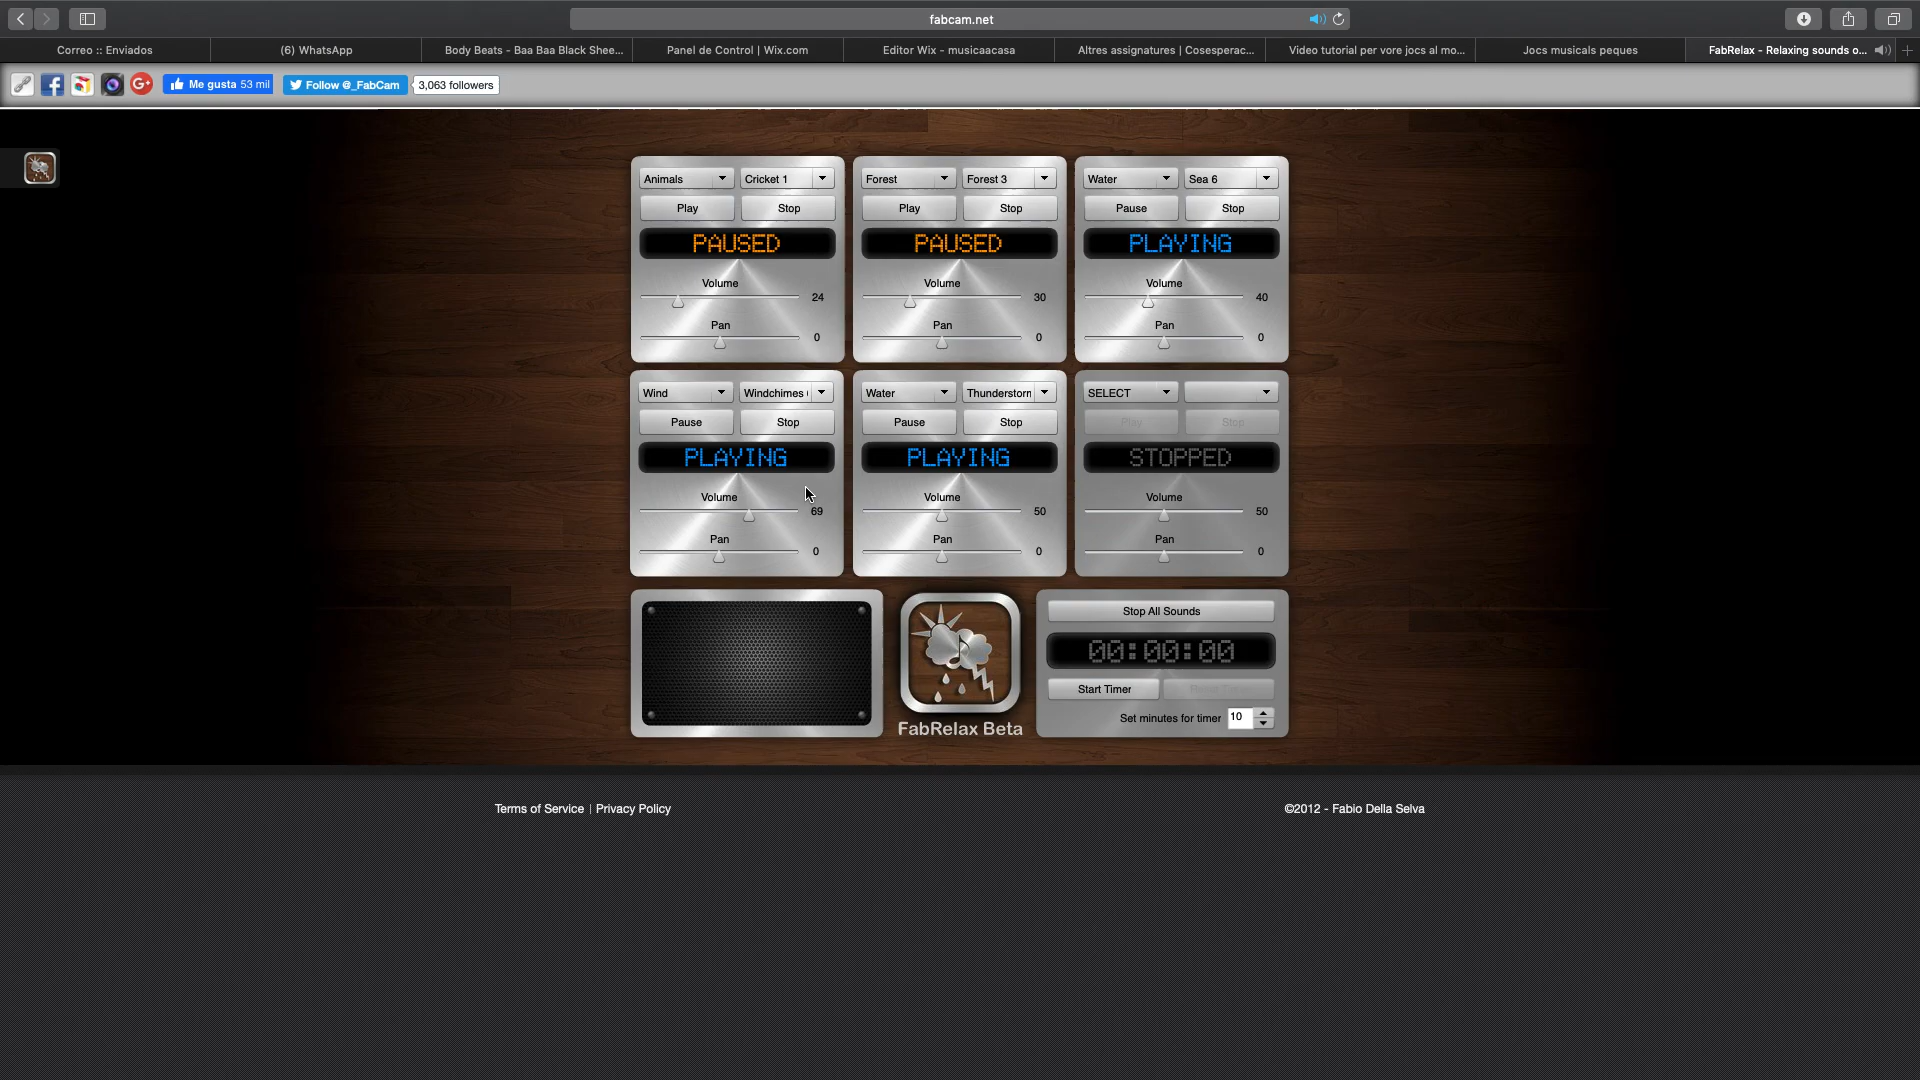 fabcam.net
Correo :: Enviados
(6) WhatsApp
Body Beats - Baa Baa Black Shee...
Panel de Control | Wix.com
Editor Wix - musicaacasa
Altres assignatures | Cosesperac...
Video tutorial per vore jocs al mo...
Jocs musicals peques
FabRelax - Relaxing sounds o...
Me gusta 53 mil
Follow @_FabCam
3,063 followers
Animals
Cricket 1
Play
Stop
PAUSED
Volume
24
Pan
0
Forest
Forest 3
Play
Stop
PAUSED
Volume
30
Pan
0
Water
Sea 6
Pause
Stop
PLAYING
Volume
40
Pan
0
Wind
Windchimes
Pause
Stop
PLAYING
Volume
69
Pan
0
Water
Thunderstorm
Pause
Stop
PLAYING
Volume
50
Pan
0
SELECT
Play
Stop
STOPPED
Volume
50
Pan
0
FabRelax Beta
Stop All Sounds
00:00:00
Start Timer
Set minutes for timer
10
Terms of Service | Privacy Policy
©2012 - Fabio Della Selva